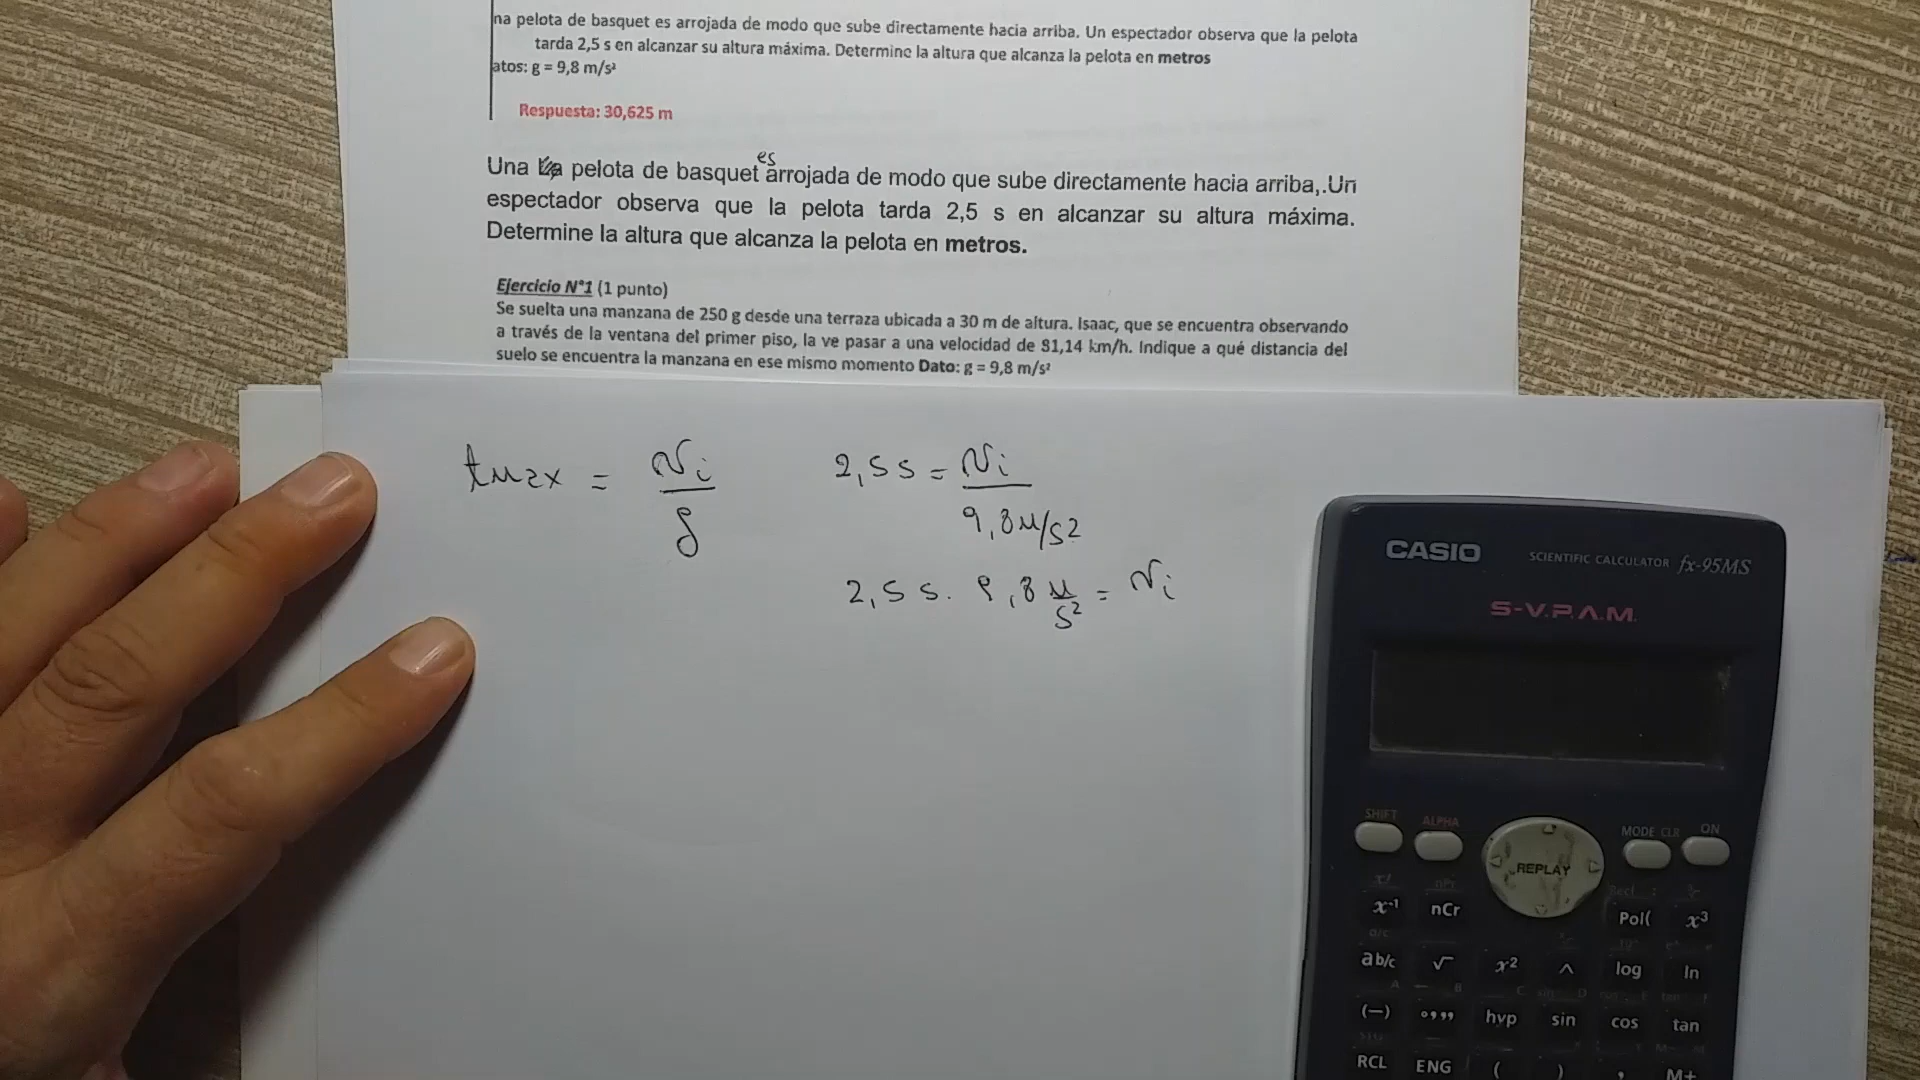 na pelota de basquet es arrojada de modo que sube directamente hacia arriba. Un espectador observa que la pelota
tarda 2,5 s en alcanzar su altura máxima. Determine la altura que alcanza la pelota en metros
atos: g = 9,8 m/s²
Respuesta: 30,625 m
es
Una pelota de basquet arrojada de modo que sube directamente hacia arriba,.Un
espectador observa que la pelota tarda 2,5 s en alcanzar su altura máxima.
Determine la altura que alcanza la pelota en metros.
Ejercicio N°1 (1 punto)
Se suelta una manzana de 250 g desde una terraza ubicada a 30 m de altura. Isaac, que se encuentra observando
a través de la ventana del primer piso, la ve pasar a una velocidad de 81,14 km/h. Indique a qué distancia del
suelo se encuentra la manzana en ese mismo momento Dato: g = 9,8 m/s²
tmax = Vi / g
2,5 s = Vi / 9,8 m/s2
2,5 s . 9,8 m/s² = Vi
CASIO SCIENTIFIC CALCULATOR fx-95MS
S-V.P.A.M.
SHIFT ALPHA MODE CLR ON
REPLAY
x! nPr
x-1 nCr Pol( x3
ab/c √ x2 ^ log ln
(—) °,,, hyp sin cos tan
RCL ENG ( ) , M+